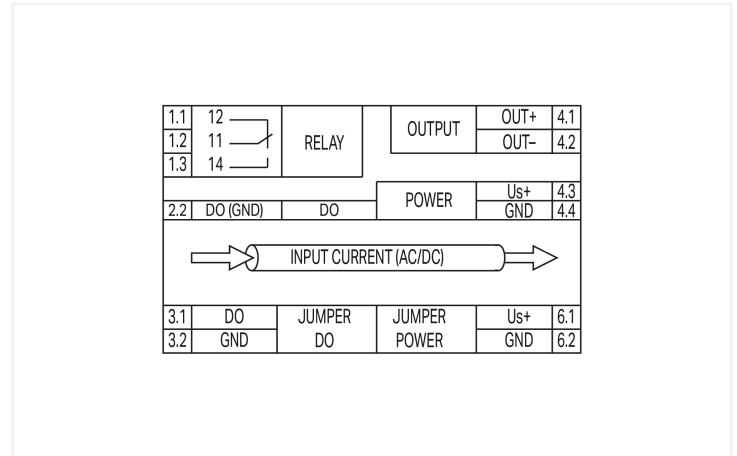 1.1 12 RELAY OUTPUT OUT+ 4.1
1.2 11 OUT– 4.2
1.3 14
POWER Us+ 4.3
2.2 DO (GND) DO GND 4.4
INPUT CURRENT (AC/DC)
3.1 DO JUMPER JUMPER Us+ 6.1
3.2 GND DO POWER GND 6.2